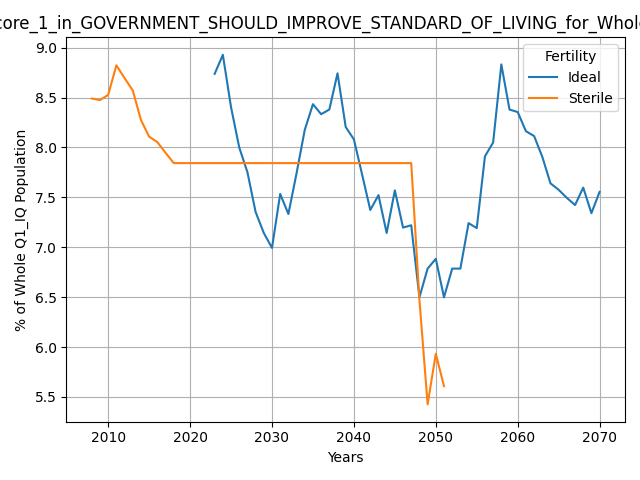 core_1_in_GOVERNMENT_SHOULD_IMPROVE_STANDARD_OF_LIVING_for_Whole
Fertility
Ideal
Sterile
9.0
8.5
8.0
7.5
7.0
6.5
6.0
5.5
% of Whole Q1_IQ Population
2010 2020 2030 2040 2050 2060 2070
Years